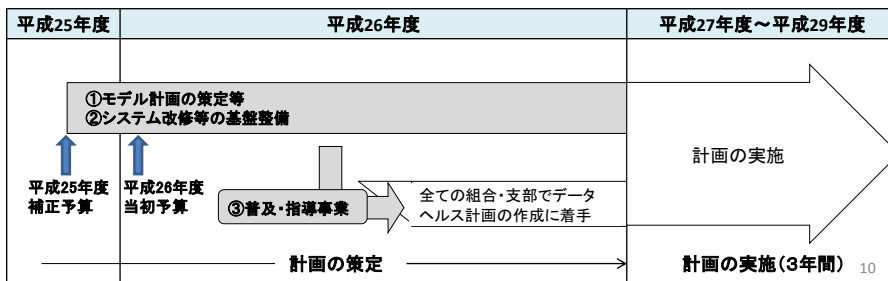 平成25年度
平成26年度
平成27年度～平成29年度
①モデル計画の策定等
②システム改修等の基盤整備
計画の実施
平成25年度
補正予算
平成26年度
当初予算
③普及・指導事業
全ての組合・支部でデータ
ヘルス計画の作成に着手
計画の策定
計画の実施(3年間)
10